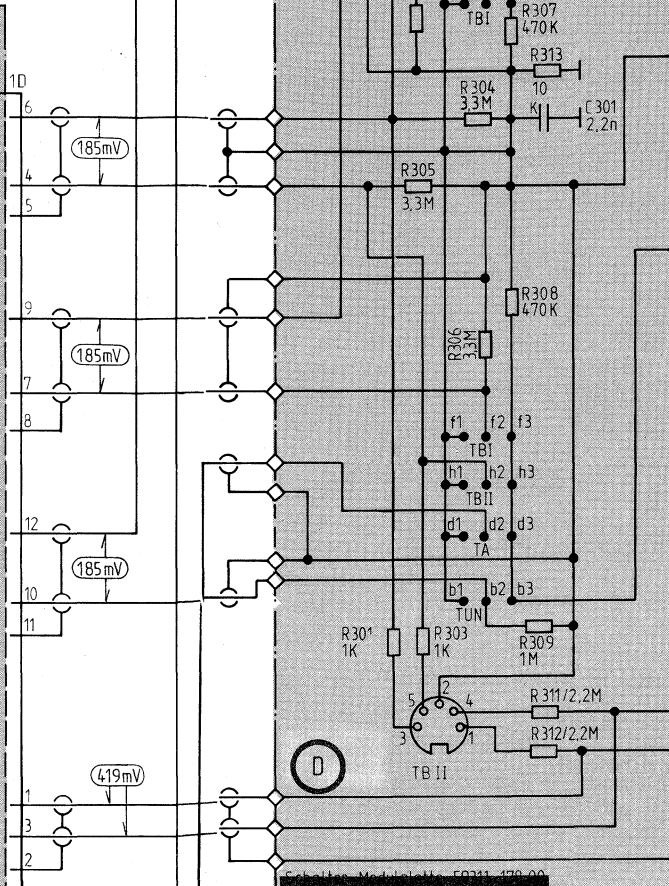 TBI
R307
470K
R313
10
1D
6
R304
3,3M
K
C301
2,2n
185mV
4
R305
3,3M
5
9
R308
470K
185mV
R306
3,3M
7
8
f1 f2 f3
TBI
h1 h2 h3
TBII
12
d1 d2 d3
TA
185mV
10
b1 b2 b3
TUN
11
R301
1K
R303
1K
R309
1M
2
5 4
R311/2,2M
3 1
R312/2,2M
TBII
D
419mV
1
3
2